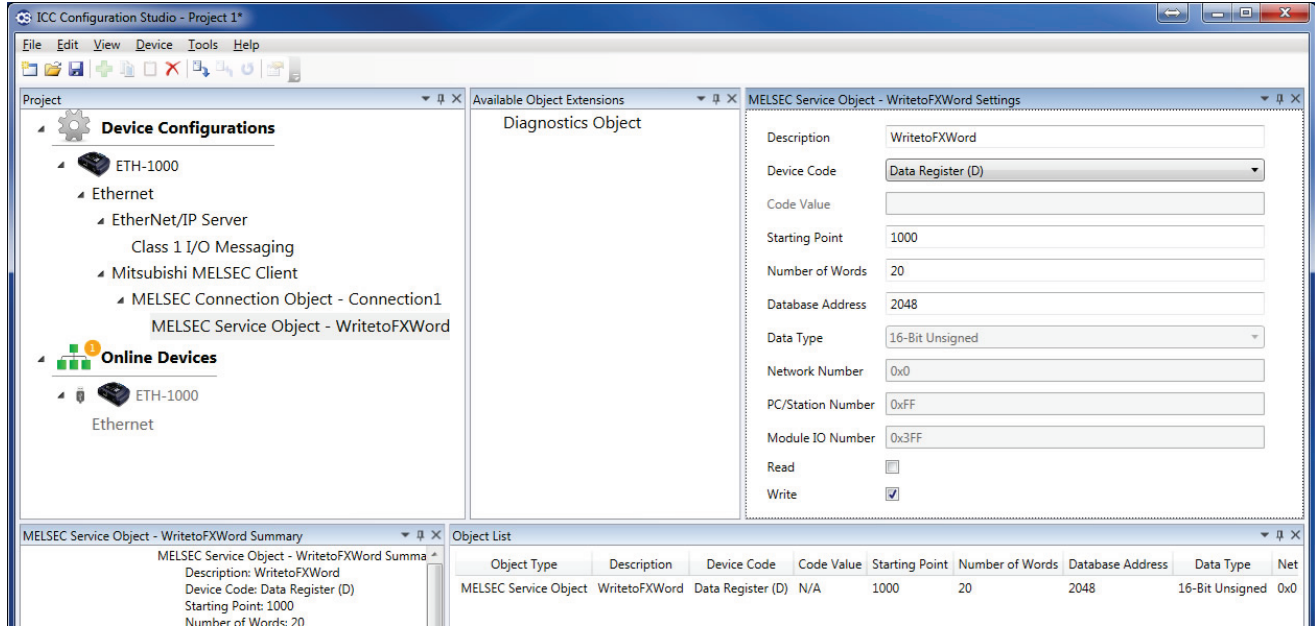 ICC Configuration Studio - Project 1*
File Edit View Device Tools Help
Project
Device Configurations
ETH-1000
Ethernet
EtherNet/IP Server
Class 1 I/O Messaging
Mitsubishi MELSEC Client
MELSEC Connection Object - Connection1
MELSEC Service Object - WritetoFXWord
1
Online Devices
ETH-1000
Ethernet
Available Object Extensions
Diagnostics Object
MELSEC Service Object - WritetoFXWord Settings
Description WritetoFXWord
Device Code Data Register (D)
Code Value
Starting Point 1000
Number of Words 20
Database Address 2048
Data Type 16-Bit Unsigned
Network Number 0x0
PC/Station Number 0xFF
Module IO Number 0x3FF
Read
Write
MELSEC Service Object - WritetoFXWord Summary
MELSEC Service Object - WritetoFXWord Summa
Description: WritetoFXWord
Device Code: Data Register (D)
Starting Point: 1000
Number of Words: 20
Object List
Object Type Description Device Code Code Value Starting Point Number of Words Database Address Data Type Net
MELSEC Service Object WritetoFXWord Data Register (D) N/A 1000 20 2048 16-Bit Unsigned 0x0